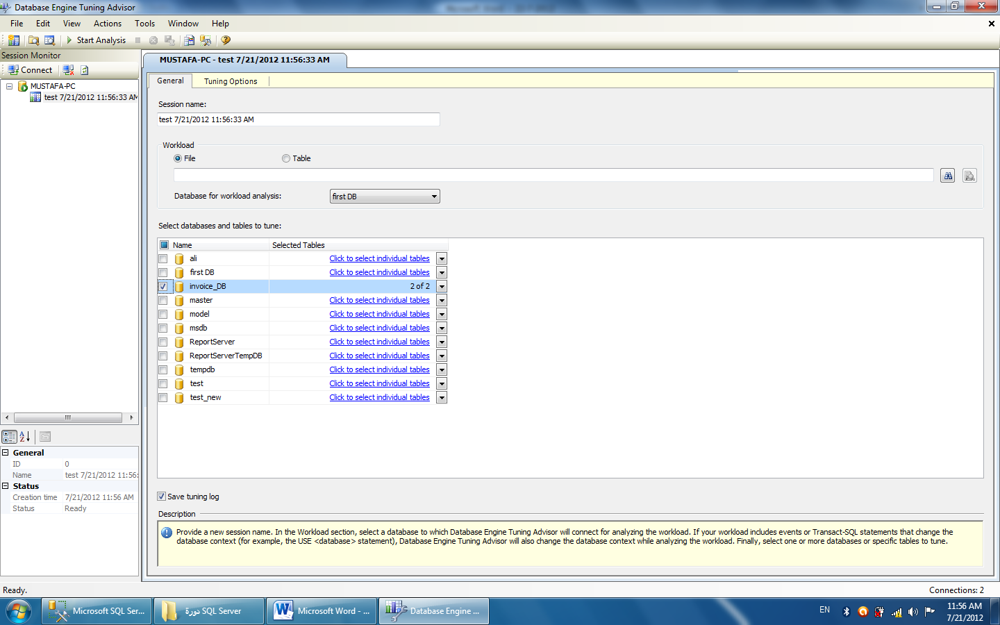 Database Engine Tuning Advisor
File Edit View Actions Tools Window Help
Start Analysis
Session Monitor
Connect
MUSTAFA-PC
test 7/21/2012 11:56:33 AM
MUSTAFA-PC - test 7/21/2012 11:56:33 AM
General Tuning Options
Session name:
test 7/21/2012 11:56:33 AM
Workload
File Table
Database for workload analysis: first DB
Select databases and tables to tune:
Name Selected Tables
ali Click to select individual tables
first DB Click to select individual tables
invoice_DB 2 of 2
master Click to select individual tables
model Click to select individual tables
msdb Click to select individual tables
ReportServer Click to select individual tables
ReportServerTempDB Click to select individual tables
tempdb Click to select individual tables
test Click to select individual tables
test_new Click to select individual tables
General
ID 0
Name test 7/21/2012 11:56:
Status
Creation time 7/21/2012 11:56 AM
Status Ready
Save tuning log
Description
Provide a new session name. In the Workload section, select a database to which Database Engine Tuning Advisor will connect for analyzing the workload. If your workload includes events or Transact-SQL statements that change the
database context (for example, the USE <database> statement), Database Engine Tuning Advisor will also change the database context while analyzing the workload. Finally, select one or more databases or specific tables to tune.
Ready. Connections: 2
Microsoft SQL Ser... دورة SQL Server Microsoft Word - ... Database Engine ... EN 11:56 AM
7/21/2012